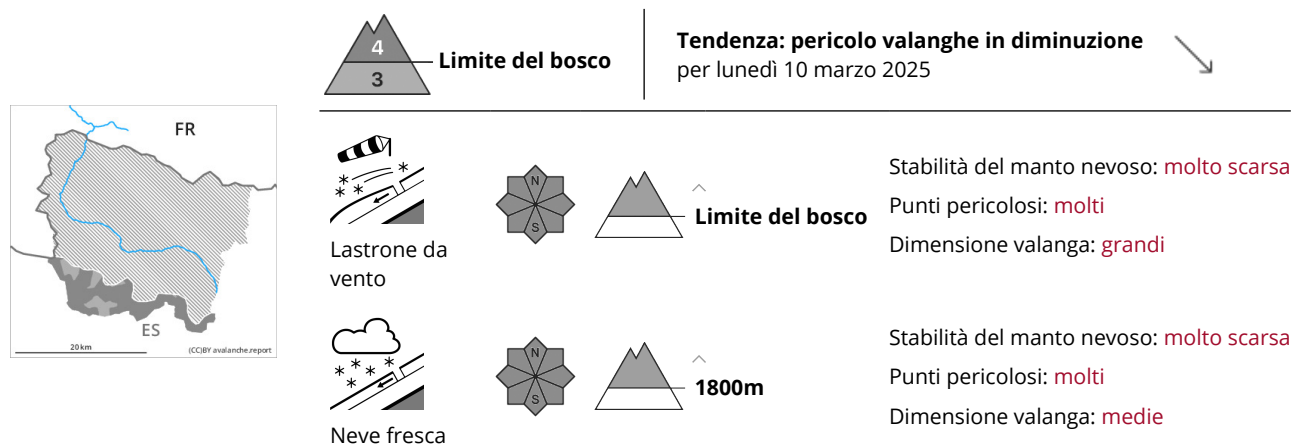 4
3
Limite del bosco
Tendenza: pericolo valanghe in diminuzione
per lunedì 10 marzo 2025
FR
ES
20 km
(CC)BY avalanche.report
N
S
Limite del bosco
Lastrone da
vento
Stabilità del manto nevoso: molto scarsa
Punti pericolosi: molti
Dimensione valanga: grandi
N
S
1800m
Neve fresca
Stabilità del manto nevoso: molto scarsa
Punti pericolosi: molti
Dimensione valanga: medie